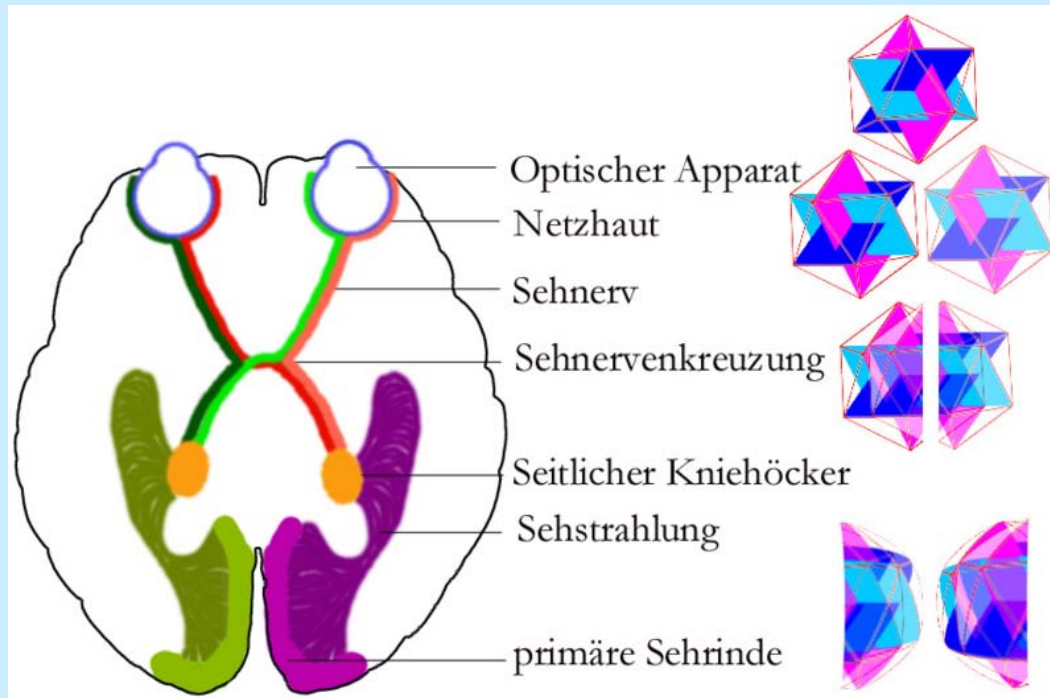 Optischer Apparat
Netzhaut
Sehnerv
Sehnervenkreuzung
Seitlicher Kniehöcker
Sehstrahlung
primäre Sehrinde